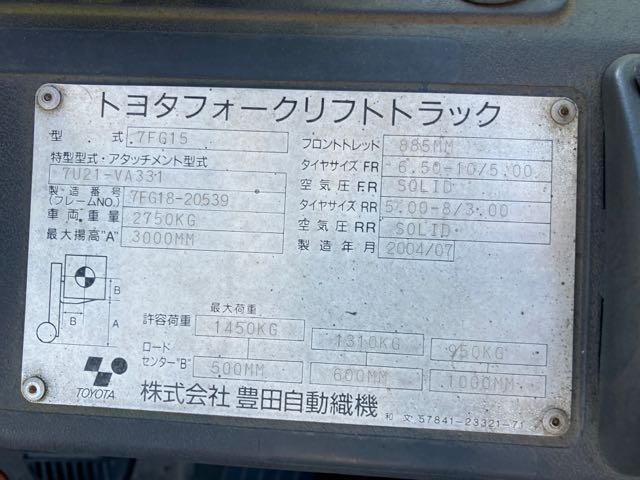 トヨタフォークリフトトラック
型 式 7FG15
特型型式・アタッチメント型式
7U21-VA331
製造番号(フレームNO.) 7FG18-20539
車両重量 2750KG
最大揚高"A" 3000MM
フロントトレッド 885MM
タイヤサイズ FR 6.50-10/5.00
空気圧 F.R SOLID
タイヤサイズ RR 5.00-8/3.00
空気圧 RR SOLID
製造年月 2004/07
B
B
A
最大荷重
許容荷重 1450KG 1310KG 950KG
ロードセンター"B" 500MM 600MM 1000MM
TOYOTA 株式会社 豊田自動織機
和 文 57841-23321-71